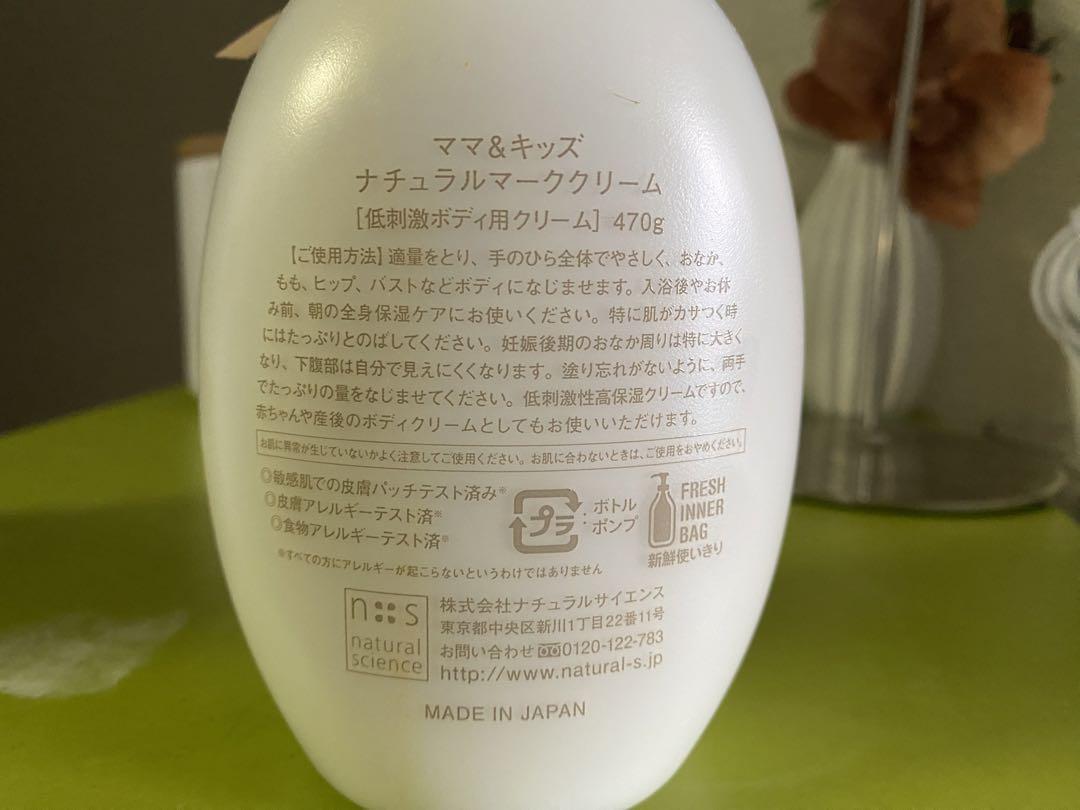 ママ&キッズ
ナチュラルマーククリーム
[低刺激ボディ用クリーム] 470g
【ご使用方法】適量をとり、手のひら全体でやさしく、おなか、
もも、ヒップ、バストなどボディになじませます。入浴後やお休
み前、朝の全身保湿ケアにお使いください。特に肌がカサつく時
にはたっぷりとのばしてください。妊娠後期のおなか周りは特に大きく
なり、下腹部は自分で見えにくくなります。塗り忘れがないように、両手
でたっぷりの量をなじませてください。低刺激性高保湿クリームですので、
赤ちゃんや産後のボディクリームとしてもお使いいただけます。
お肌に異常が生じていないかよく注意してご使用ください。お肌に合わないときは、ご使用をおやめください。
◎敏感肌での皮膚パッチテスト済み※
◎皮膚アレルギーテスト済※
◎食物アレルギーテスト済※
※すべての方にアレルギーが起こらないというわけではありません
プラ
:ボトル
:ポンプ
FRESH
INNER
BAG
新鮮使いきり
n s
natural
science
株式会社ナチュラルサイエンス
東京都中央区新川1丁目22番11号
お問い合わせ 0120-122-783
http://www.natural-s.jp
MADE IN JAPAN